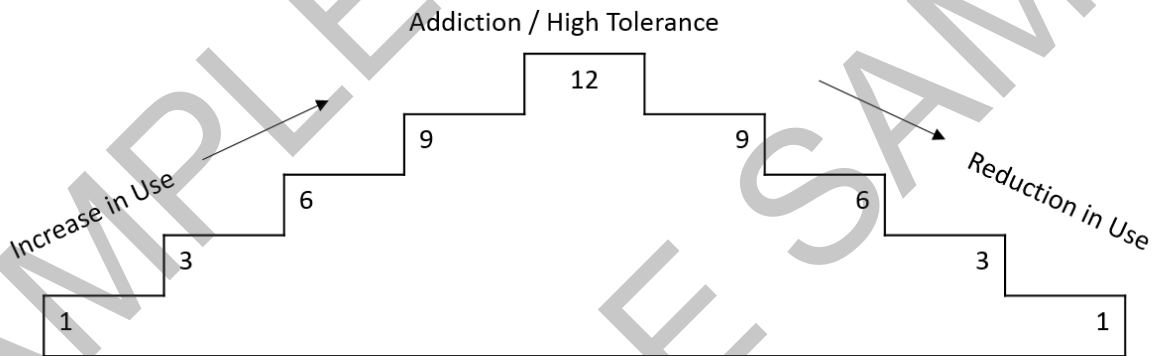 Addiction / High Tolerance
12
9
9
Increase in Use
6
6
Reduction in Use
3
3
1
1
SAMPLE
SAMPLE